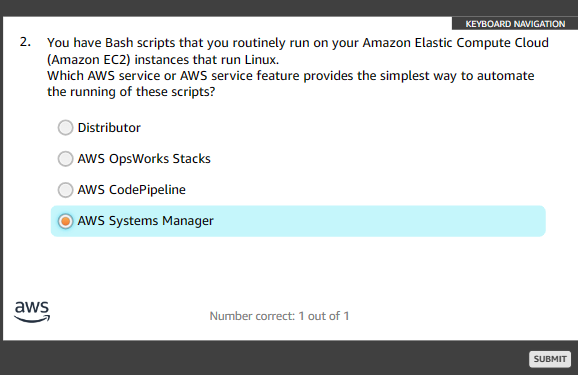 KEYBOARD NAVIGATION
2. You have Bash scripts that you routinely run on your Amazon Elastic Compute Cloud
(Amazon EC2) instances that run Linux.
Which AWS service or AWS service feature provides the simplest way to automate
the running of these scripts?
Distributor
AWS OpsWorks Stacks
AWS CodePipeline
AWS Systems Manager
aws
Number correct: 1 out of 1
SUBMIT